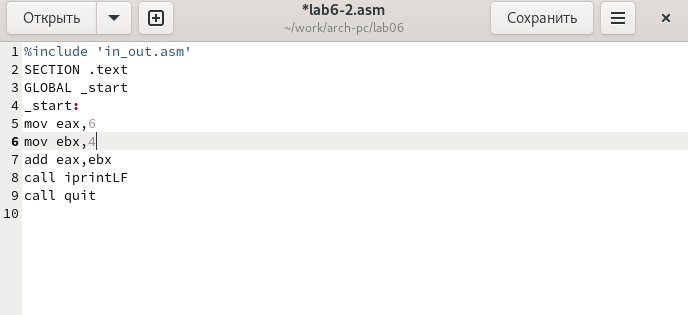 Открыть
*lab6-2.asm
~/work/arch-pc/lab06
Сохранить
1 %include 'in_out.asm'
2 SECTION .text
3 GLOBAL _start
4 _start:
5 mov eax,6
6 mov ebx,4
7 add eax,ebx
8 call iprintLF
9 call quit
10